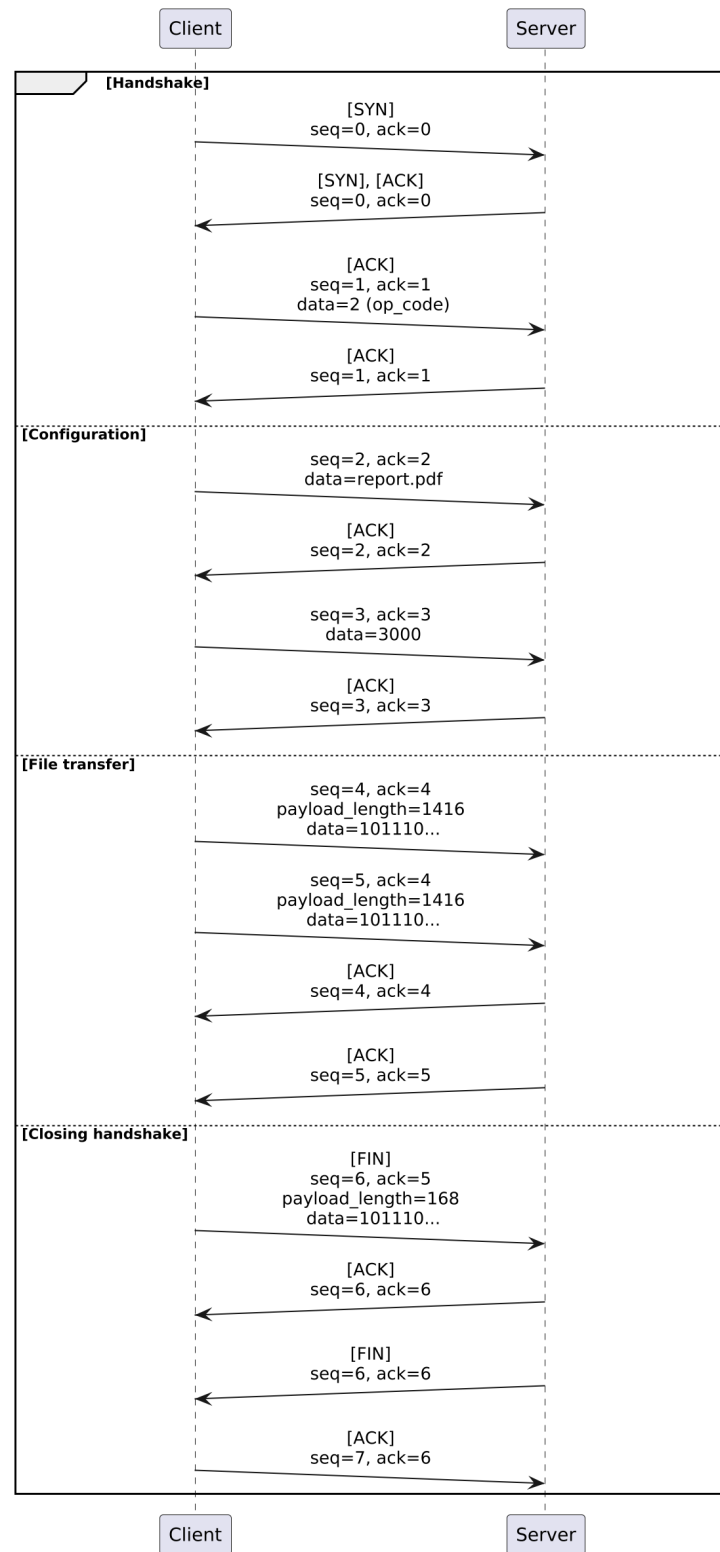 Client
Server
[Handshake]
[SYN]
seq=0, ack=0
[SYN], [ACK]
seq=0, ack=0
[ACK]
seq=1, ack=1
data=2 (op_code)
[ACK]
seq=1, ack=1
[Configuration]
seq=2, ack=2
data=report.pdf
[ACK]
seq=2, ack=2
seq=3, ack=3
data=3000
[ACK]
seq=3, ack=3
[File transfer]
seq=4, ack=4
payload_length=1416
data=101110...
seq=5, ack=4
payload_length=1416
data=101110...
[ACK]
seq=4, ack=4
[ACK]
seq=5, ack=5
[Closing handshake]
[FIN]
seq=6, ack=5
payload_length=168
data=101110...
[ACK]
seq=6, ack=6
[FIN]
seq=6, ack=6
[ACK]
seq=7, ack=6
Client
Server